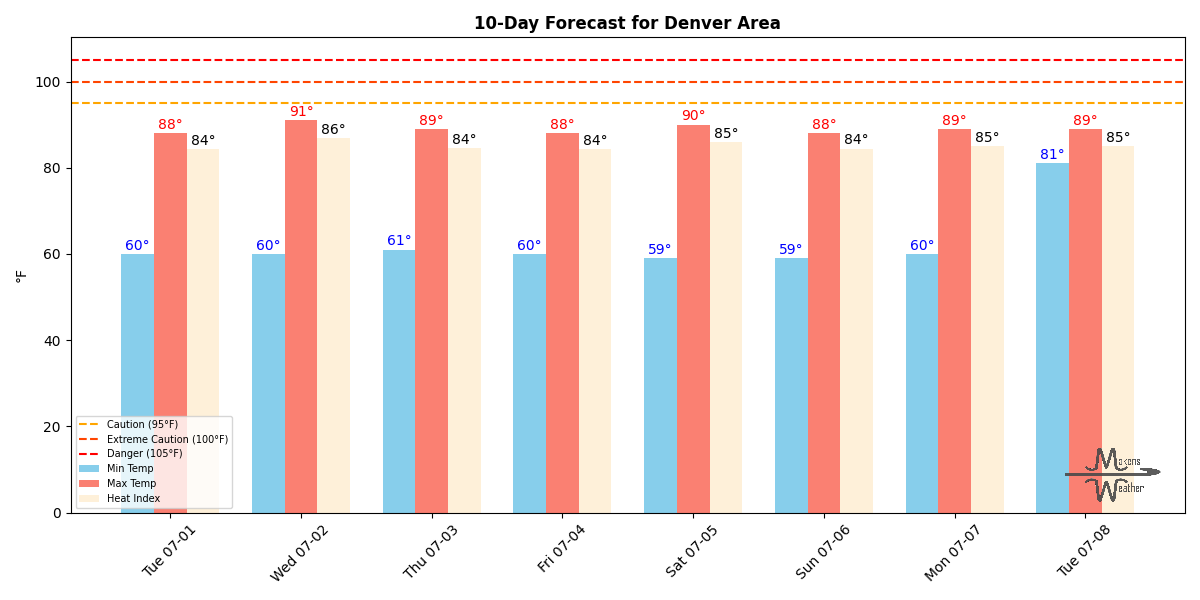 10-Day Forecast for Denver Area
°F
100
80
60
40
20
0
60° 88° 84°
60° 91° 86°
61° 89° 84°
60° 88° 84°
59° 90° 85°
59° 88° 84°
60° 89° 85°
81° 89° 85°
Caution (95°F)
Extreme Caution (100°F)
Danger (105°F)
Min Temp
Max Temp
Heat Index
akens
eather
Tue 07-01
Wed 07-02
Thu 07-03
Fri 07-04
Sat 07-05
Sun 07-06
Mon 07-07
Tue 07-08